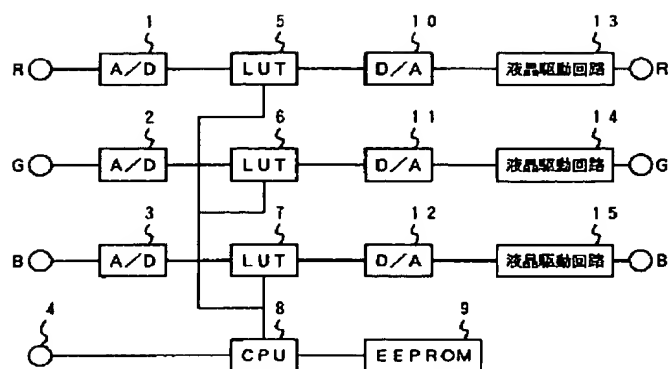 1 5 10 13
R A/D LUT D/A 液晶駆動回路 R
2 6 11 14
G A/D LUT D/A 液晶駆動回路 G
3 7 12 15
B A/D LUT D/A 液晶駆動回路 B
4 8 9
CPU EEPROM